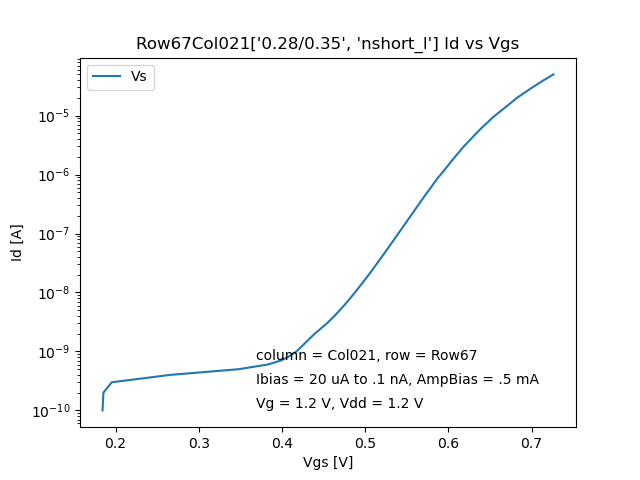 Row67Col021['0.28/0.35', 'nshort_l'] Id vs Vgs
Vs
10^-5
10^-6
10^-7
10^-8
10^-9
10^-10
Id [A]
column = Col021, row = Row67
Ibias = 20 uA to .1 nA, AmpBias = .5 mA
Vg = 1.2 V, Vdd = 1.2 V
0.2 0.3 0.4 0.5 0.6 0.7
Vgs [V]